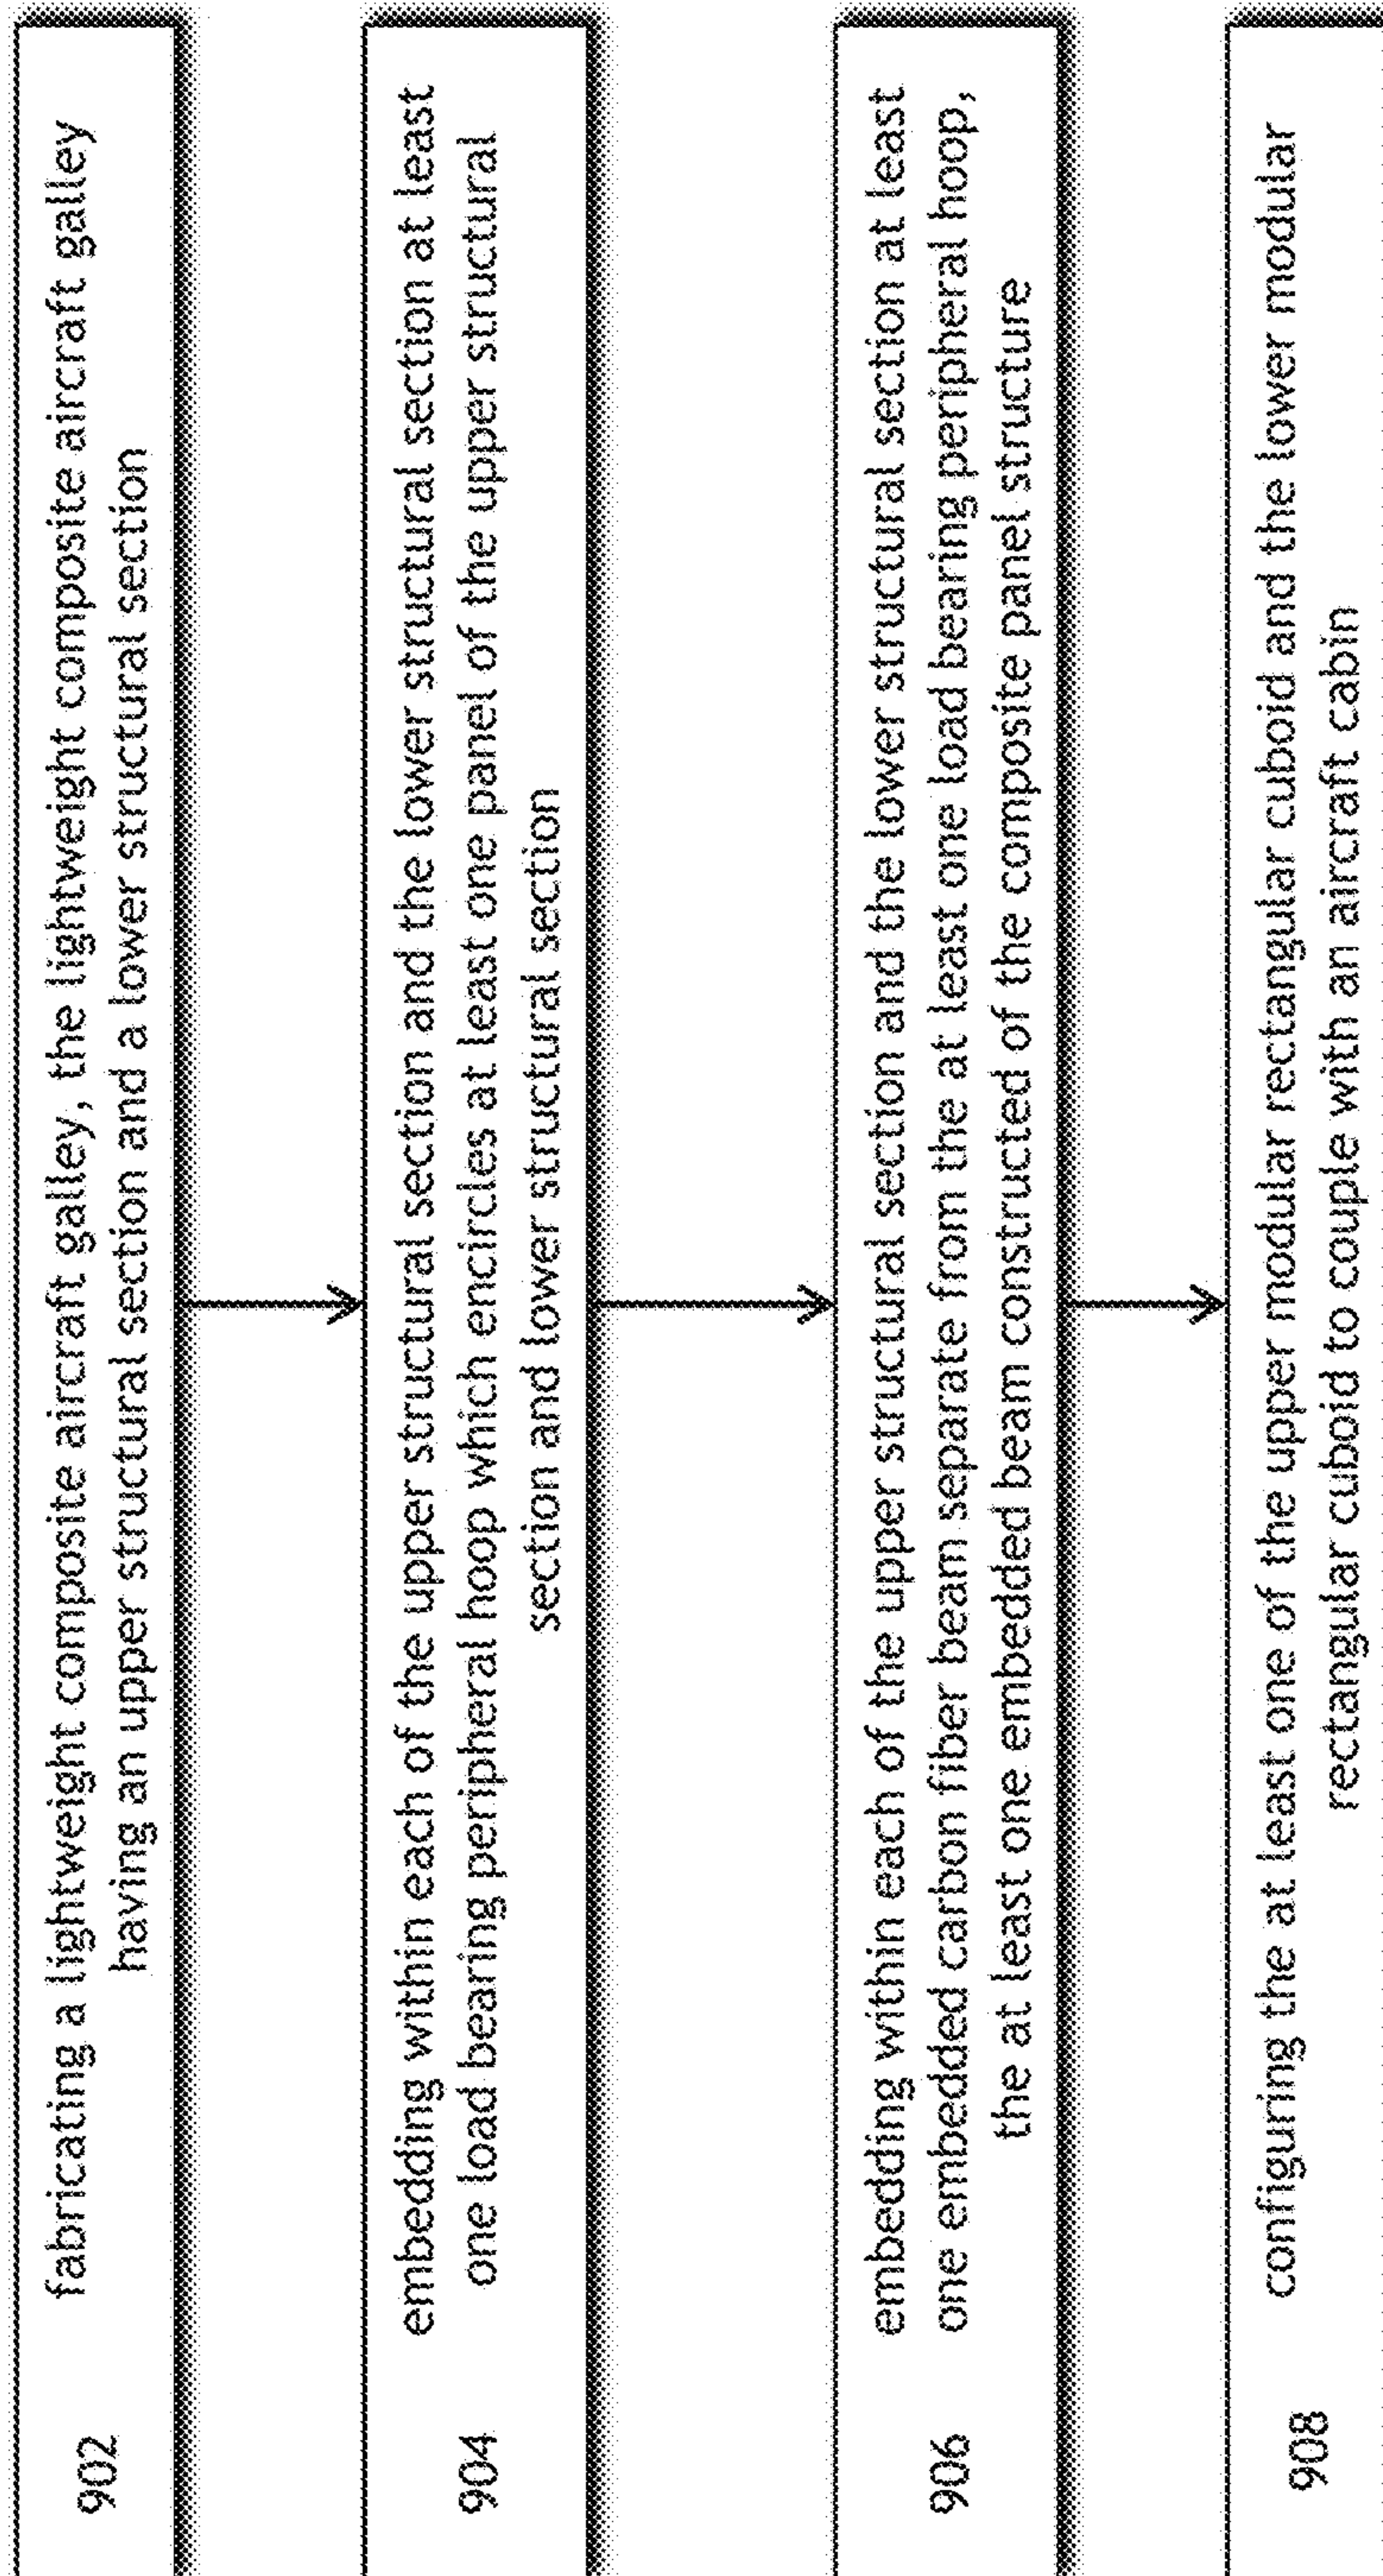 902
fabricating a lightweight composite aircraft galley, the lightweight composite aircraft galley
having an upper structural section and a lower structural section
904
embedding within each of the upper structural section and the lower structural section at least
one load bearing peripheral hoop which encircles at least one panel of the upper structural
section and lower structural section
906
embedding within each of the upper structural section and the lower structural section at least
one embedded carbon fiber beam separate from the at least one load bearing peripheral hoop,
the at least one embedded beam constructed of the composite panel structure
908
configuring the at least one of the upper modular rectangular cuboid and the lower modular
rectangular cuboid to couple with an aircraft cabin